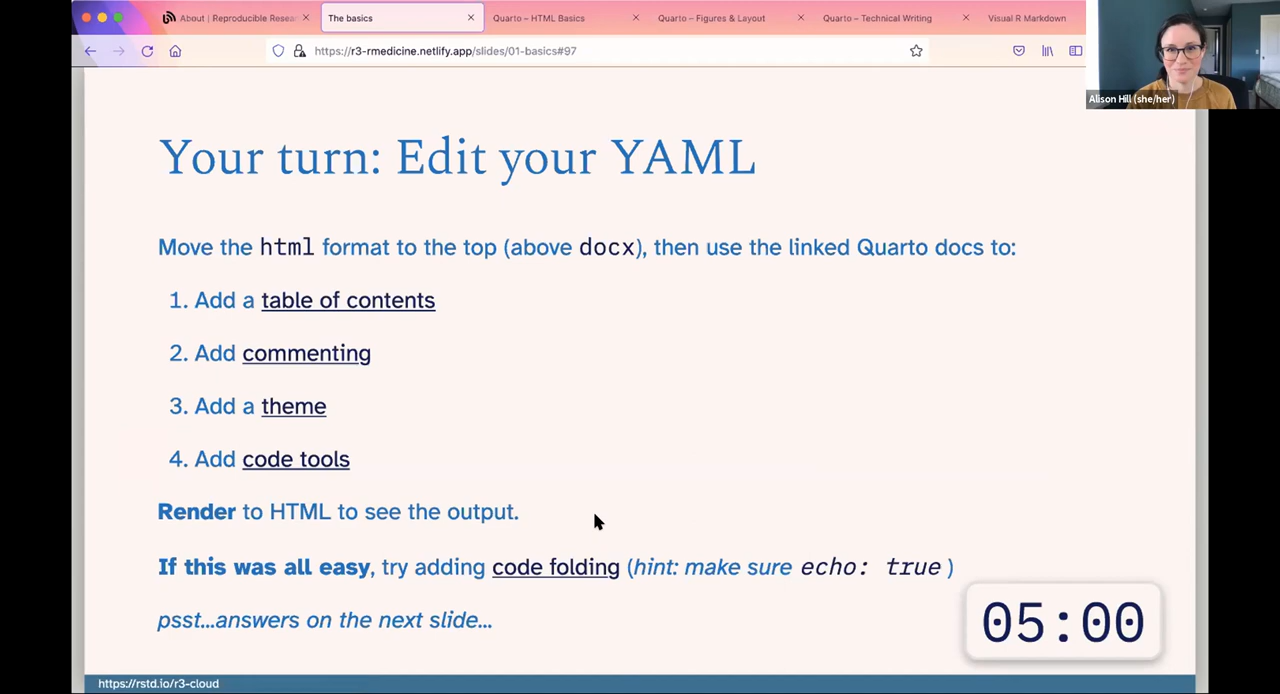 About | Reproducible Resea
The basics
Quarto – HTML Basics
Quarto – Figures & Layout
Quarto – Technical Writing
Visual R Markdown
https://r3-rmedicine.netlify.app/slides/01-basics#97
Alison Hill (she/her)
Your turn: Edit your YAML
Move the html format to the top (above docx), then use the linked Quarto docs to:
1. Add a table of contents
2. Add commenting
3. Add a theme
4. Add code tools
Render to HTML to see the output.
If this was all easy, try adding code folding (hint: make sure echo: true )
psst...answers on the next slide...
05:00
https://rstd.io/r3-cloud